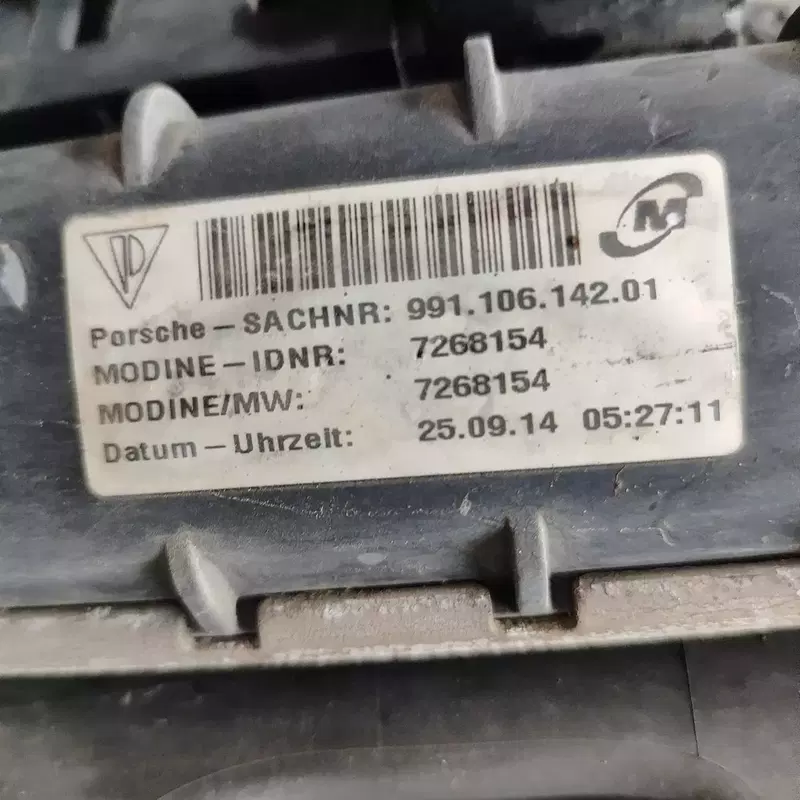 Porsche – SACHNR: 991.106.142.01
MODINE – IDNR: 7268154
MODINE/MW: 7268154
Datum – Uhrzeit: 25.09.14 05:27:11